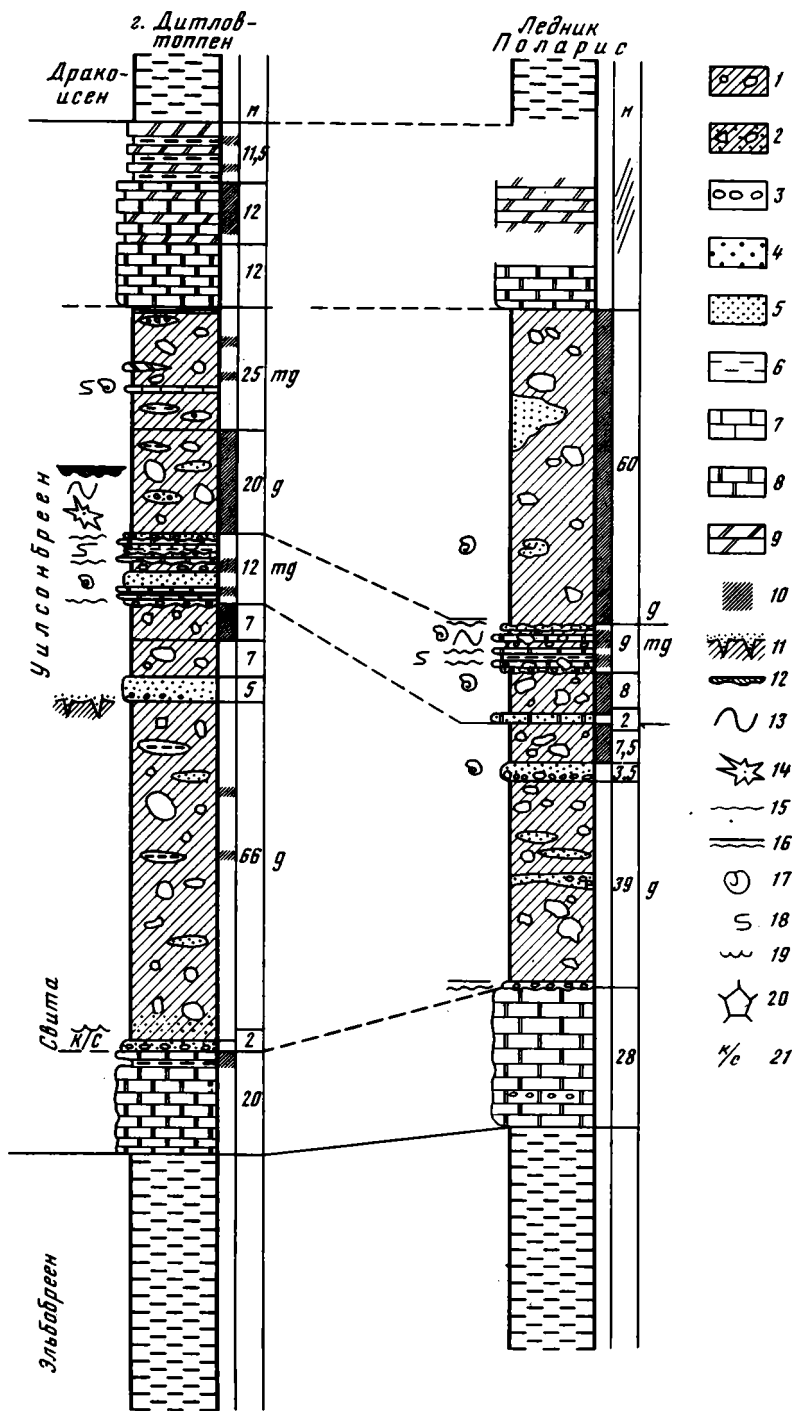 г. Дитлов-
топпен
Драко-
исен
м
11,5
12
12
25 mg
20 g
12 mg
7
7
5
66 g
2
20
Уилсонбреен
Свита
к/с
Эльбобреен
Ледник
Поларис
м
60
g
9 mg
8
2
7,5
3,5
39 g
28
1
2
3
4
5
6
7
8
9
10
11
12
13
14
15
16
17
18
19
20
к/с 21